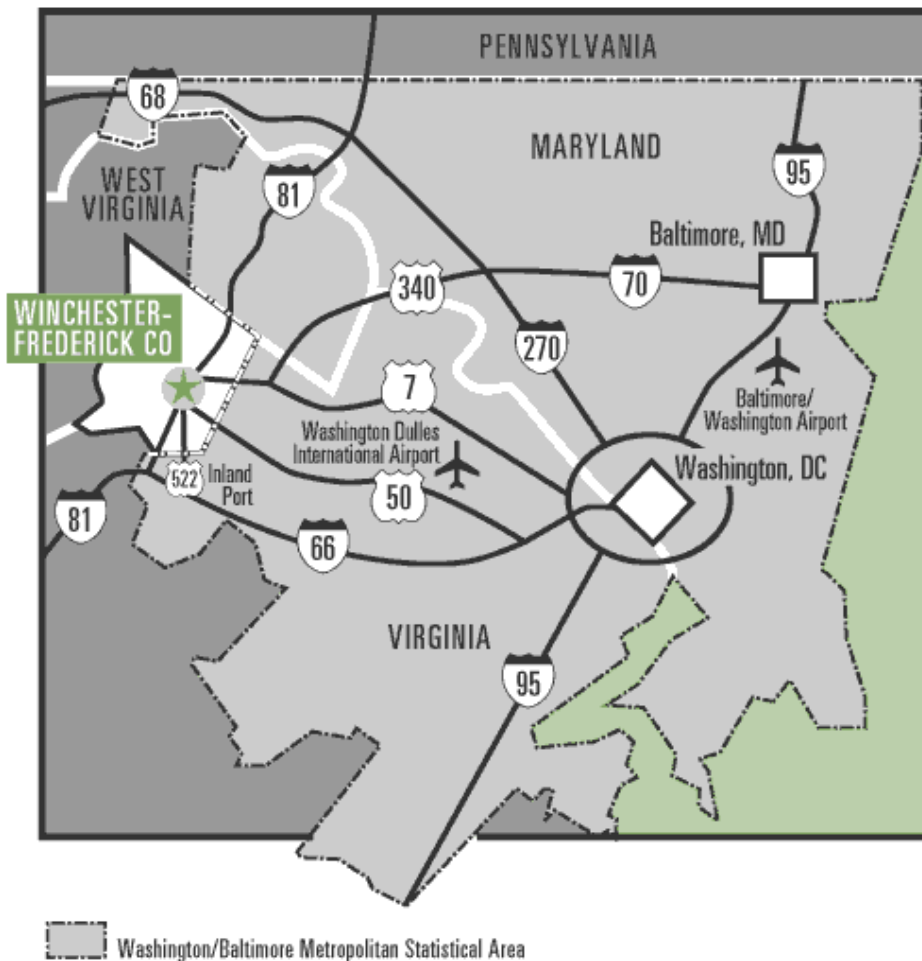 PENNSYLVANIA
68
MARYLAND
WEST
VIRGINIA
81
95
Baltimore, MD
340
70
WINCHESTER-
FREDERICK CO
270
7
Baltimore/
Washington Airport
Washington Dulles
International Airport
Washington, DC
522
Inland
Port
50
81
66
VIRGINIA
95
Washington/Baltimore Metropolitan Statistical Area